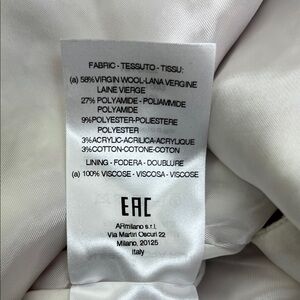 FABRIC - TESSUTO - TISSU:
(a) 58%VIRGIN WOOL-LANA VERGINE
LAINE VIERGE
27% POLYAMIDE - POLIAMMIDE
POLYAMIDE
9%POLYESTER-POLIESTERE
POLYESTER
3%ACRYLIC-ACRILICA-ACRYLIQUE
3%COTTON-COTONE-COTON
LINING - FODERA - DOUBLURE
(a) 100% VISCOSE - VISCOSA - VISCOSE
EAC
ARmilano s.r.l.
Via Martiri Oscuri 22
Milano, 20125
Italy